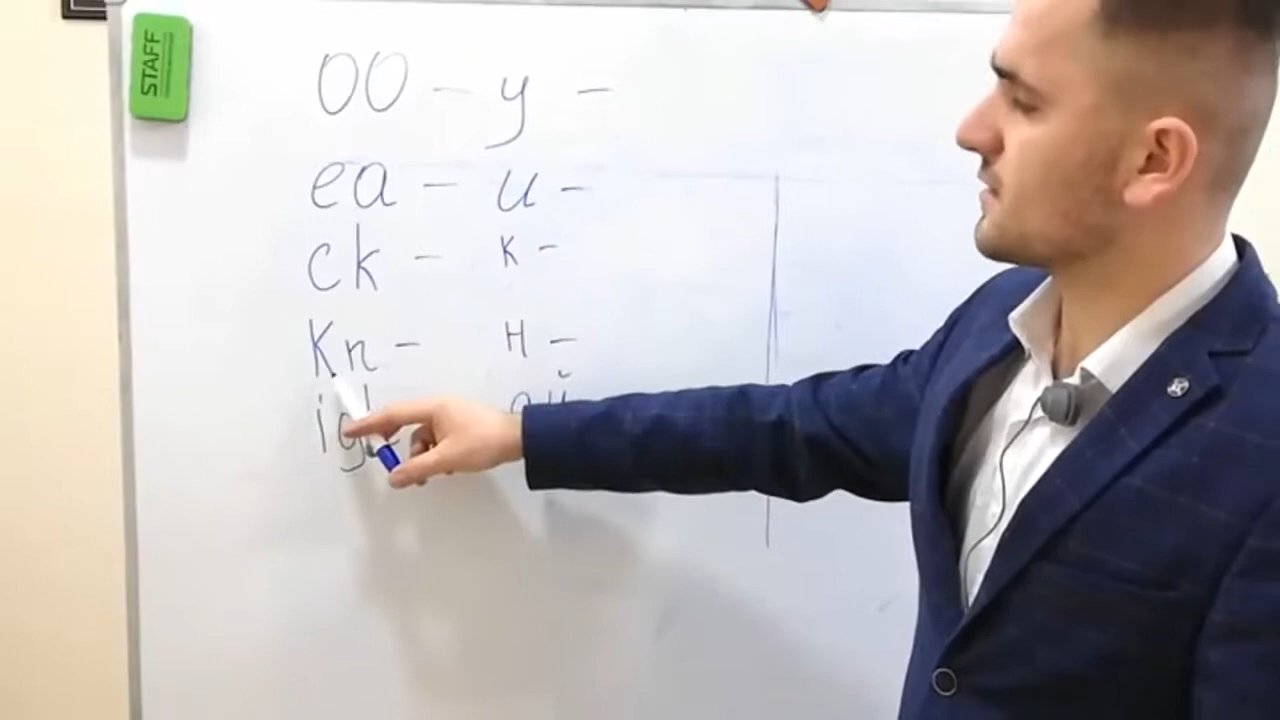 STAFF
oo - у -
ea - и -
ck - к -
Kn - н -